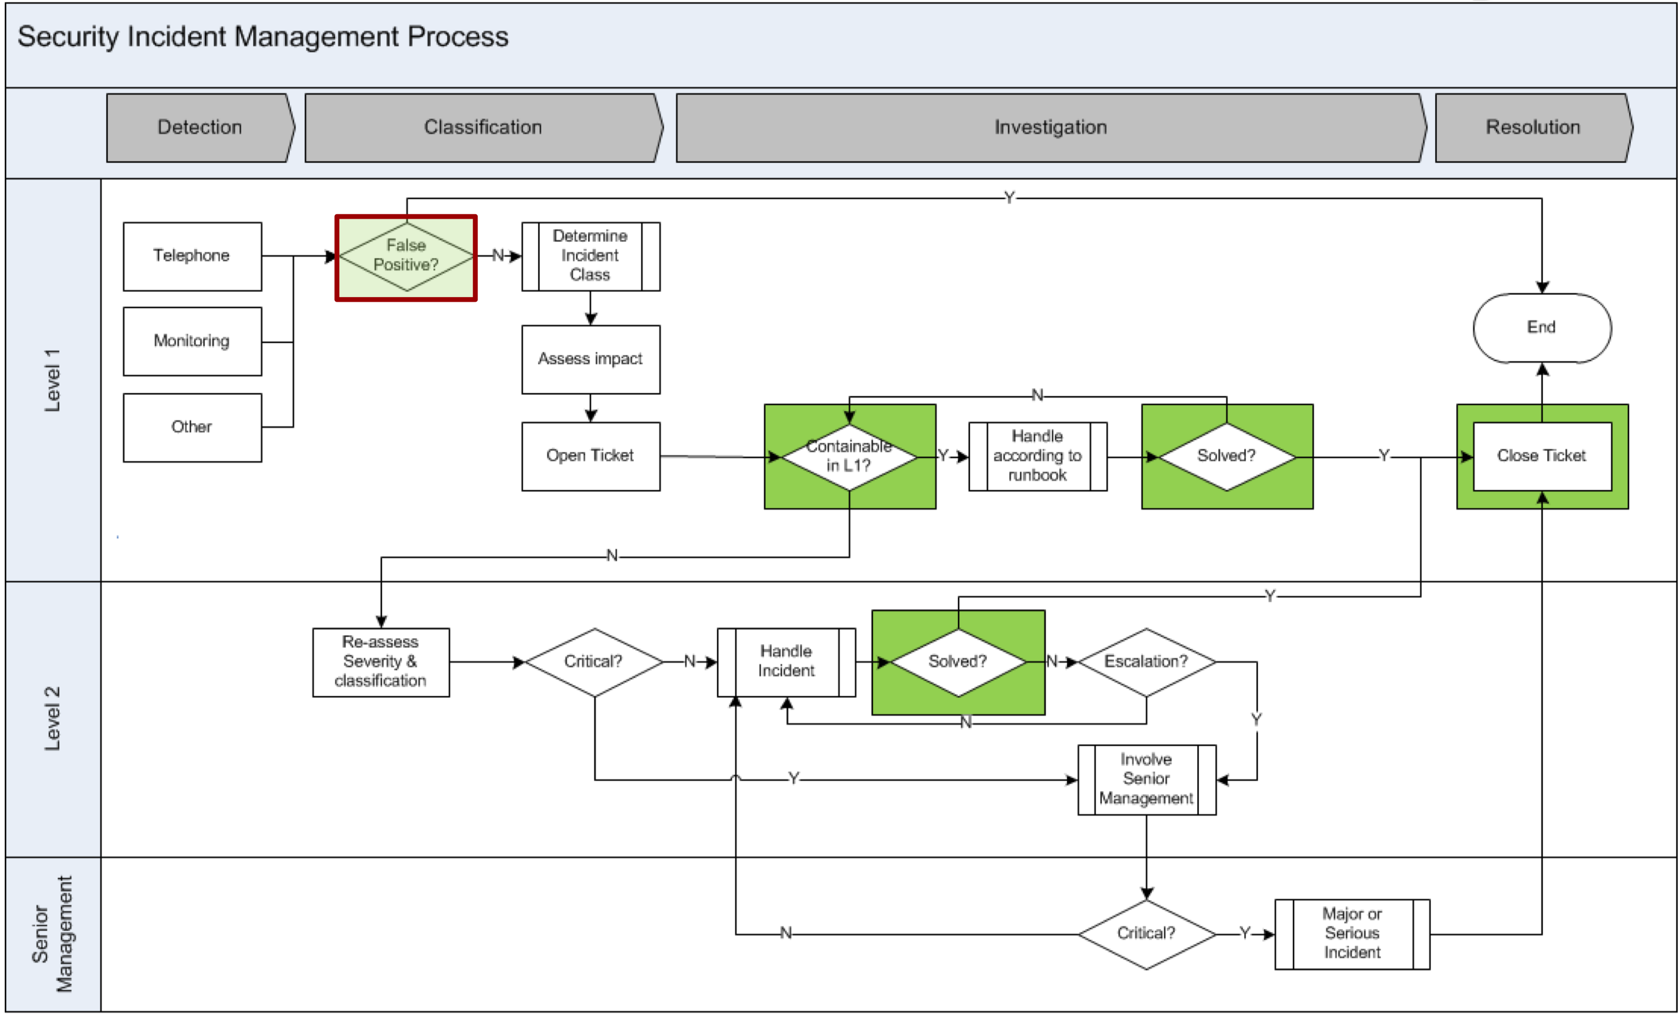 Security Incident Management Process
Detection
Classification
Investigation
Resolution
Level 1
Telephone
Monitoring
Other
False
Positive?
Y
N
Determine
Incident
Class
Assess impact
Open Ticket
Containable
in L1?
Y
N
Handle
according to
runbook
Solved?
N
Y
Close Ticket
End
Level 2
Re-assess
Severity &
classification
Critical?
N
Y
Handle
Incident
Solved?
Y
N
Escalation?
N
Y
Involve
Senior
Management
Senior
Management
Critical?
N
Y
Major or
Serious
Incident